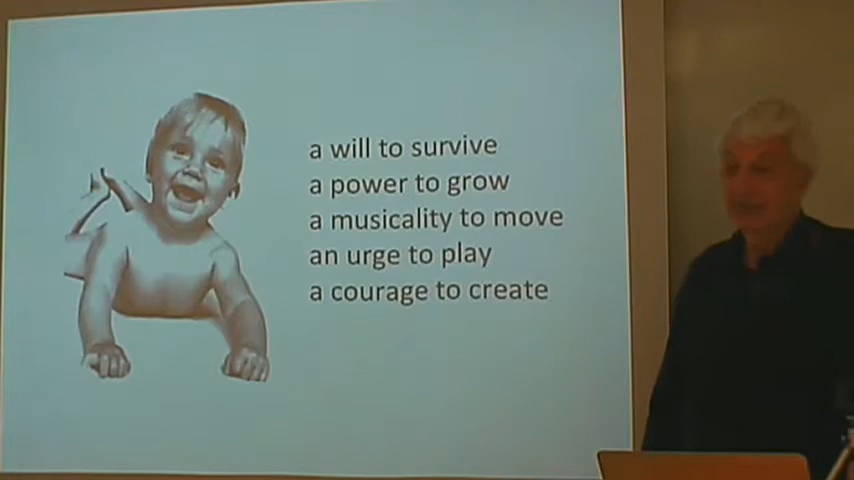 a will to survive
a power to grow
a musicality to move
an urge to play
a courage to create